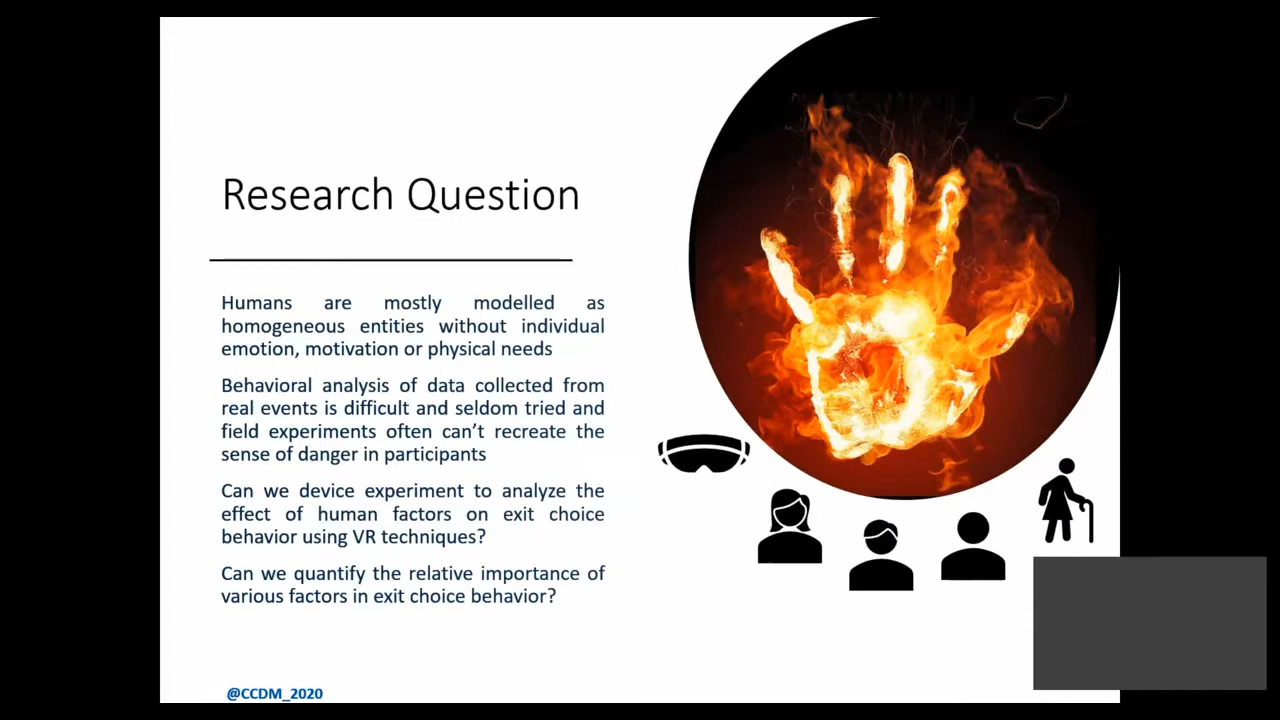 Research Question
Humans are mostly modelled as
homogeneous entities without individual
emotion, motivation or physical needs
Behavioral analysis of data collected from
real events is difficult and seldom tried and
field experiments often can't recreate the
sense of danger in participants
Can we device experiment to analyze the
effect of human factors on exit choice
behavior using VR techniques?
Can we quantify the relative importance of
various factors in exit choice behavior?
@CCDM_2020